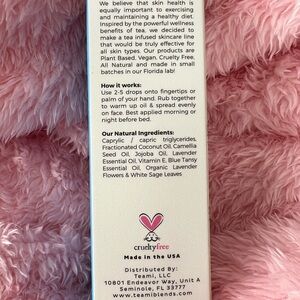 We believe that skin health is
equally important to exercising
and maintaining a healthy diet.
Inspired by the powerful wellness
benefits of tea, we decided to
make a tea infused skincare line
that would be truly effective for
all skin types. Our products are
Plant Based, Vegan, Cruelty Free,
All Natural and made in small
batches in our Florida lab!
How it works:
Use 2-5 drops onto fingertips or
palm of your hand. Rub together
to warm up oil & spread evenly
on face. Best applied morning or
night before bed.
Our Natural Ingredients:
Caprylic / capric triglycerides,
Fractionated Coconut Oil, Camellia
Seed Oil, Jojoba Oil, Lavender
Essential Oil, Vitamin E, Blue Tansy
Essential Oil, Organic Lavender
Flowers & White Sage Leaves
crueltyfree
Made in the USA
Distributed By:
Teami, LLC
10801 Endeavor Way, Unit A
Seminole, FL 33777
www.teamiblends.com